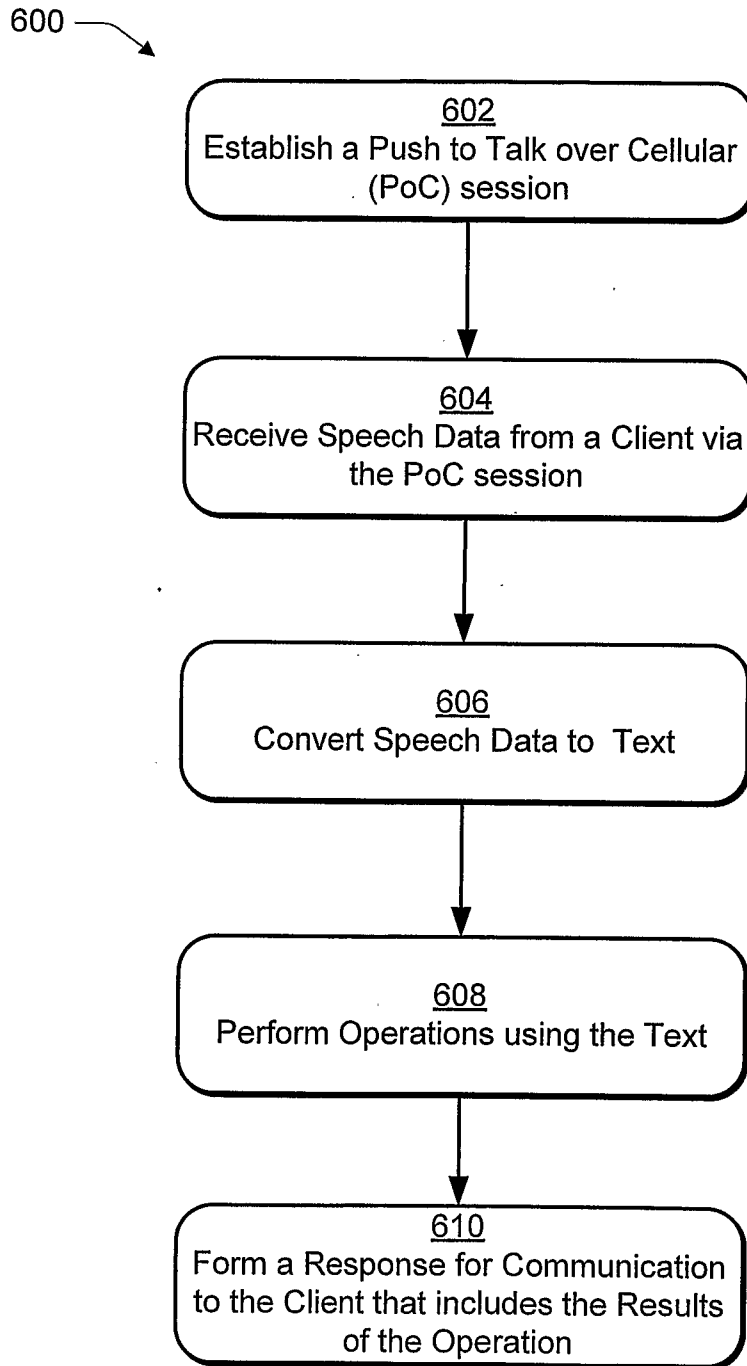 600
602
Establish a Push to Talk over Cellular
(PoC) session
604
Receive Speech Data from a Client via
the PoC session
606
Convert Speech Data to Text
608
Perform Operations using the Text
610
Form a Response for Communication
to the Client that includes the Results
of the Operation